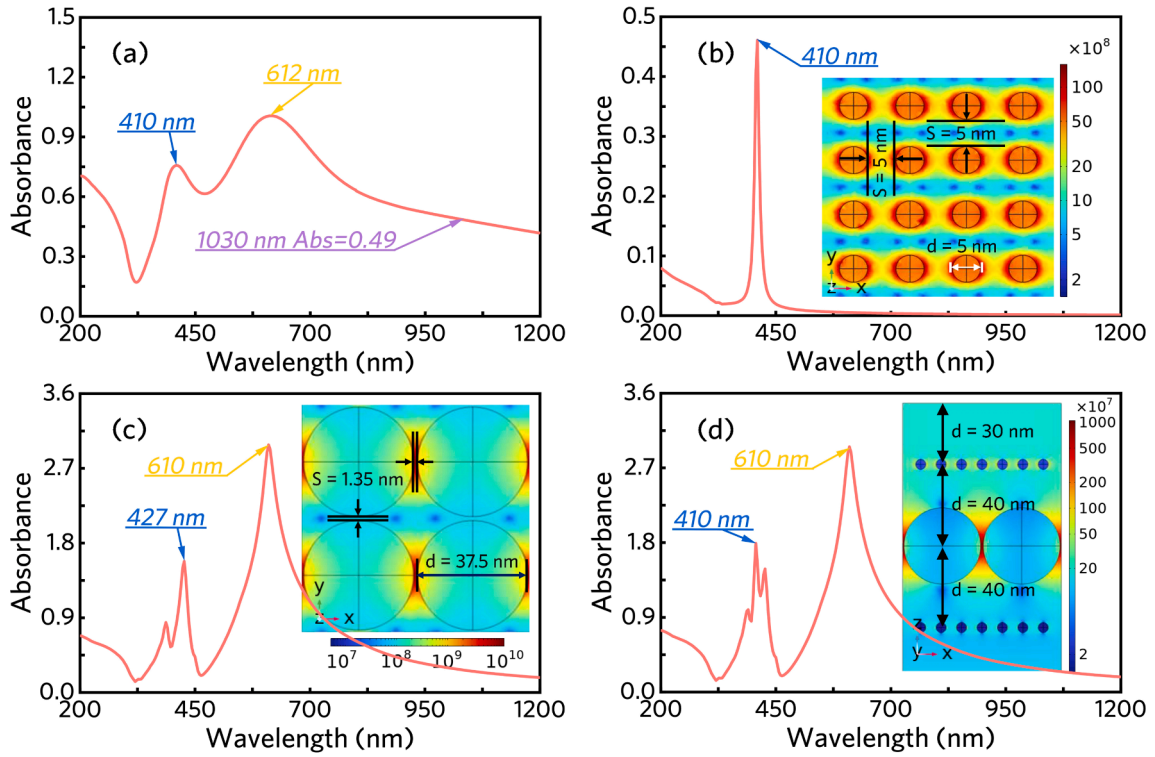 (a)
1.5
1.2
0.9
0.6
0.3
0.0
Absorbance
410 nm
612 nm
1030 nm Abs=0.49
200
450
700
950
1200
Wavelength (nm)
(b)
0.5
0.4
0.3
0.2
0.1
0.0
Absorbance
410 nm
S = 5 nm
S = 5 nm
d = 5 nm
y
z
x
×10⁸
100
50
20
10
5
2
200
450
700
950
1200
Wavelength (nm)
(c)
3.6
2.7
1.8
0.9
0.0
Absorbance
610 nm
427 nm
S = 1.35 nm
d = 37.5 nm
y
z
x
10⁷
10⁸
10⁹
10¹⁰
200
450
700
950
1200
Wavelength (nm)
(d)
3.6
2.7
1.8
0.9
0.0
Absorbance
610 nm
410 nm
d = 30 nm
d = 40 nm
d = 40 nm
z
y
x
×10⁷
1000
500
200
100
50
20
2
200
450
700
950
1200
Wavelength (nm)